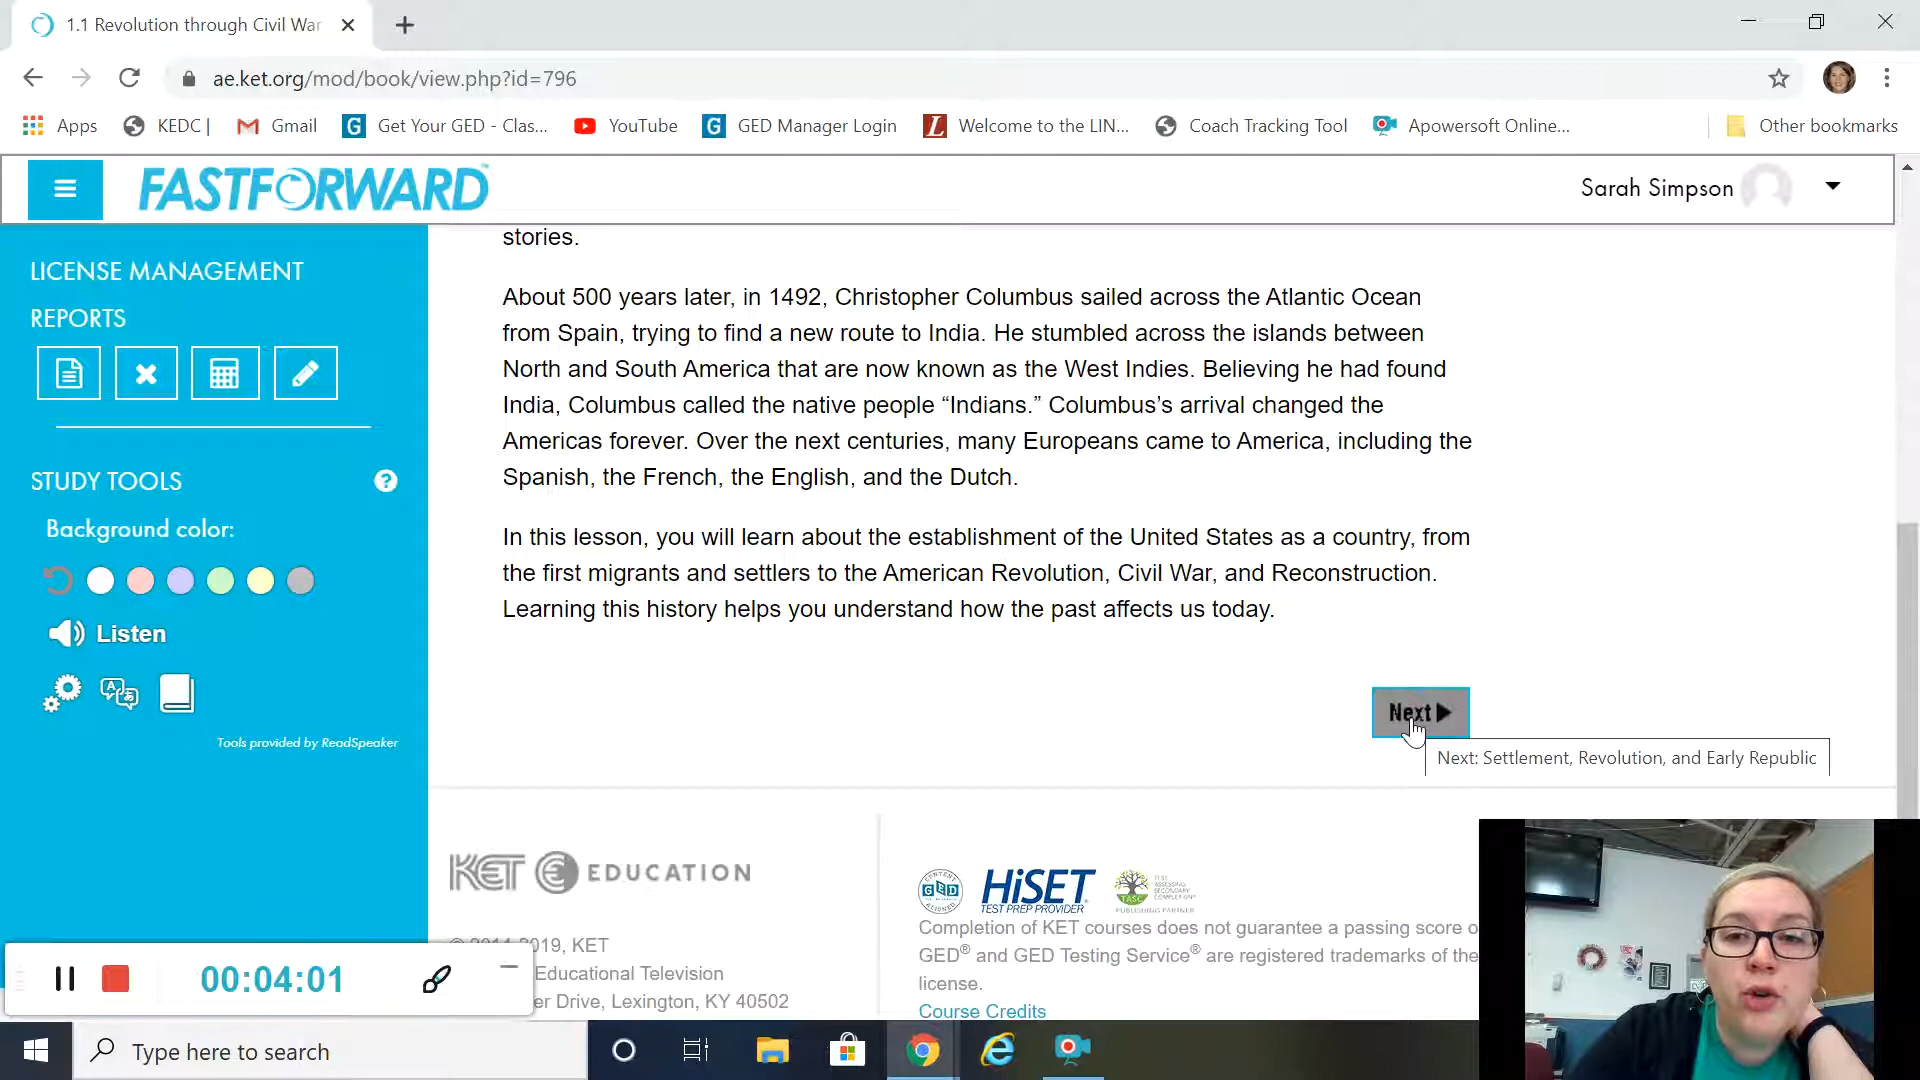 1.1 Revolution through Civil War
ae.ket.org/mod/book/view.php?id=796
Apps KEDC | Gmail Get Your GED - Clas... YouTube GED Manager Login Welcome to the LIN... Coach Tracking Tool Apowersoft Online... Other bookmarks
FASTFORWARD
Sarah Simpson
LICENSE MANAGEMENT
REPORTS
STUDY TOOLS ?
Background color:
Listen
Tools provided by ReadSpeaker
stories.
About 500 years later, in 1492, Christopher Columbus sailed across the Atlantic Ocean
from Spain, trying to find a new route to India. He stumbled across the islands between
North and South America that are now known as the West Indies. Believing he had found
India, Columbus called the native people “Indians.” Columbus’s arrival changed the
Americas forever. Over the next centuries, many Europeans came to America, including the
Spanish, the French, the English, and the Dutch.
In this lesson, you will learn about the establishment of the United States as a country, from
the first migrants and settlers to the American Revolution, Civil War, and Reconstruction.
Learning this history helps you understand how the past affects us today.
Next
Next: Settlement, Revolution, and Early Republic
KET EDUCATION
2019, KET
Educational Television
er Drive, Lexington, KY 40502
GED
HiSET
TEST PREP PROVIDER
TASC
PUBLISHING PARTNER
Completion of KET courses does not guarantee a passing score o
GED® and GED Testing Service® are registered trademarks of the
license.
Course Credits
00:04:01
Type here to search